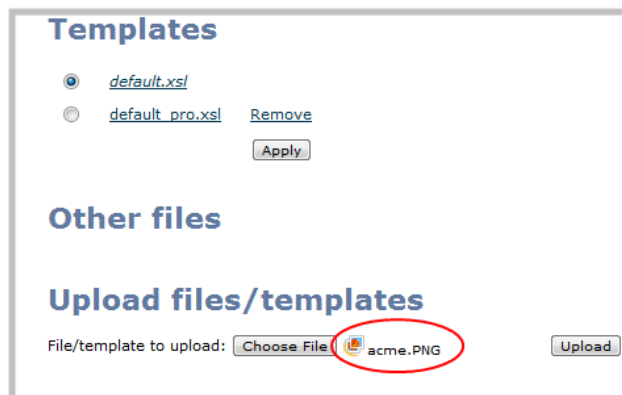 Templates
default.xsl
default_pro.xsl Remove
Apply
Other files
Upload files/templates
File/template to upload: Choose File acme.PNG Upload